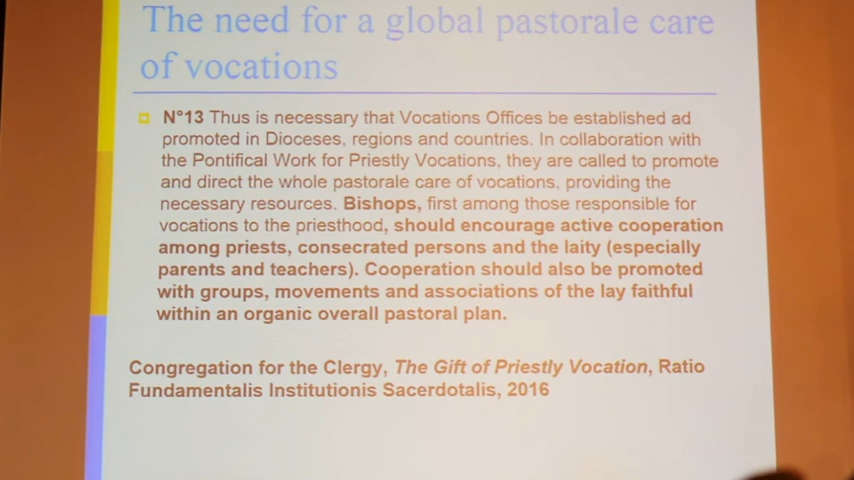 The need for a global pastorale care
of vocations
N°13 Thus is necessary that Vocations Offices be established ad
promoted in Dioceses, regions and countries. In collaboration with
the Pontifical Work for Priestly Vocations, they are called to promote
and direct the whole pastorale care of vocations, providing the
necessary resources. Bishops, first among those responsible for
vocations to the priesthood, should encourage active cooperation
among priests, consecrated persons and the laity (especially
parents and teachers). Cooperation should also be promoted
with groups, movements and associations of the lay faithful
within an organic overall pastoral plan.
Congregation for the Clergy, The Gift of Priestly Vocation, Ratio
Fundamentalis Institutionis Sacerdotalis, 2016